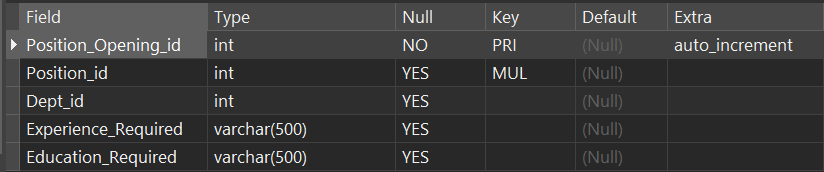 Field Type Null Key Default Extra
Position_Opening_id int NO PRI (Null) auto_increment
Position_id int YES MUL (Null)
Dept_id int YES (Null)
Experience_Required varchar(500) YES (Null)
Education_Required varchar(500) YES (Null)